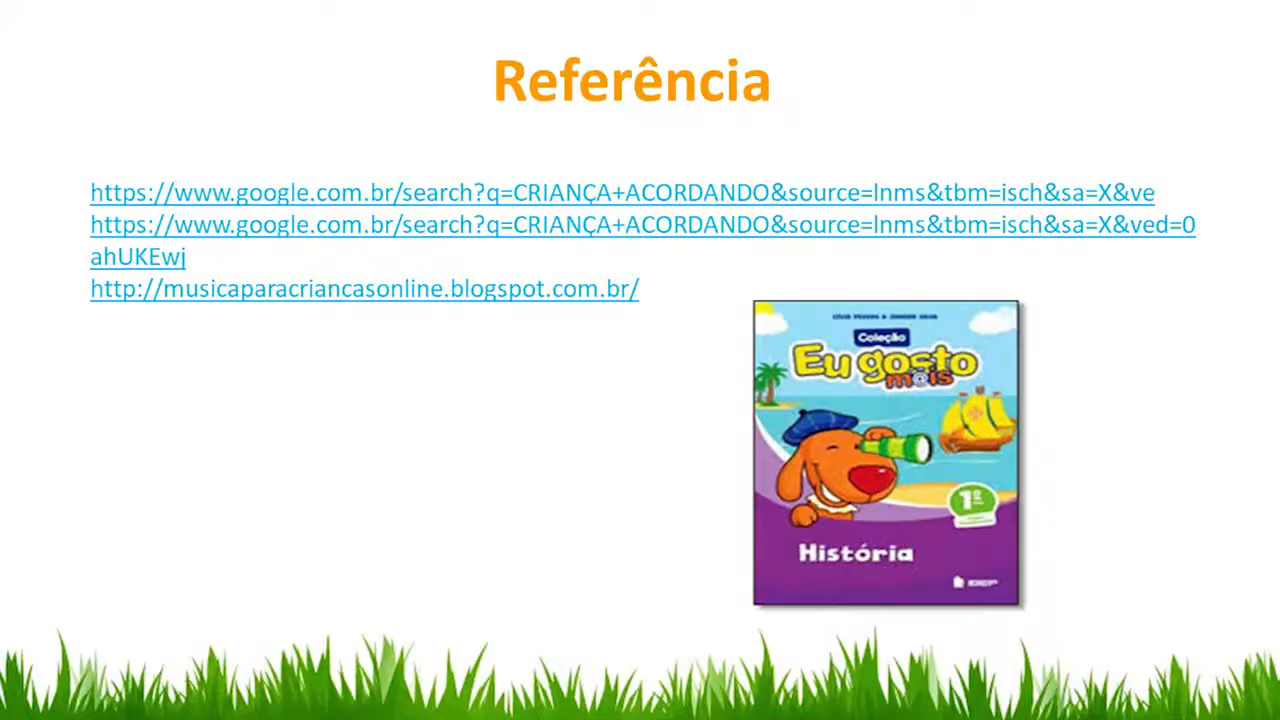 Referência
https://www.google.com.br/search?q=CRIANÇA+ACORDANDO&source=lnms&tbm=isch&sa=X&ve
https://www.google.com.br/search?q=CRIANÇA+ACORDANDO&source=lnms&tbm=isch&sa=X&ved=0
ahUKEwj
http://musicaparacriancasonline.blogspot.com.br/
Coleção
Eu gosto
m@is
1º
História